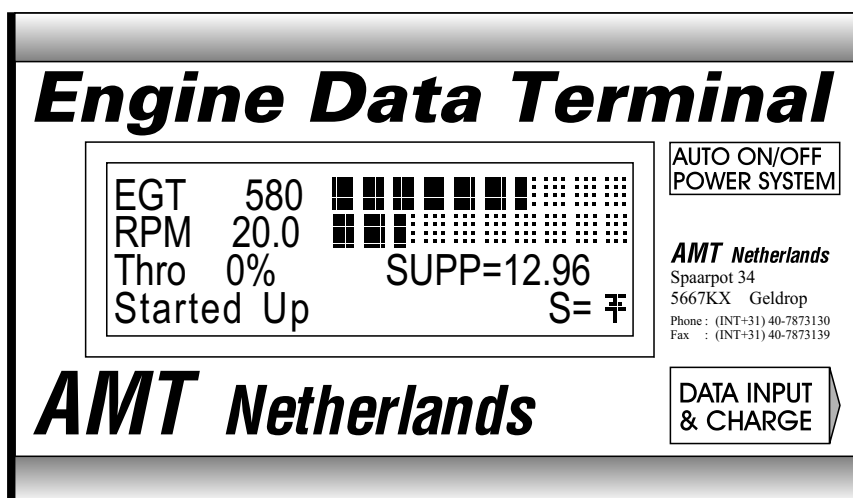 Engine Data Terminal
AUTO ON/OFF
POWER SYSTEM
EGT 580
RPM 20.0
Thro 0% SUPP=12.96
Started Up S=
AMT Netherlands
Spaarpot 34
5667KX Geldrop
Phone : (INT+31) 40-7873130
Fax : (INT+31) 40-7873139
AMT Netherlands
DATA INPUT
& CHARGE